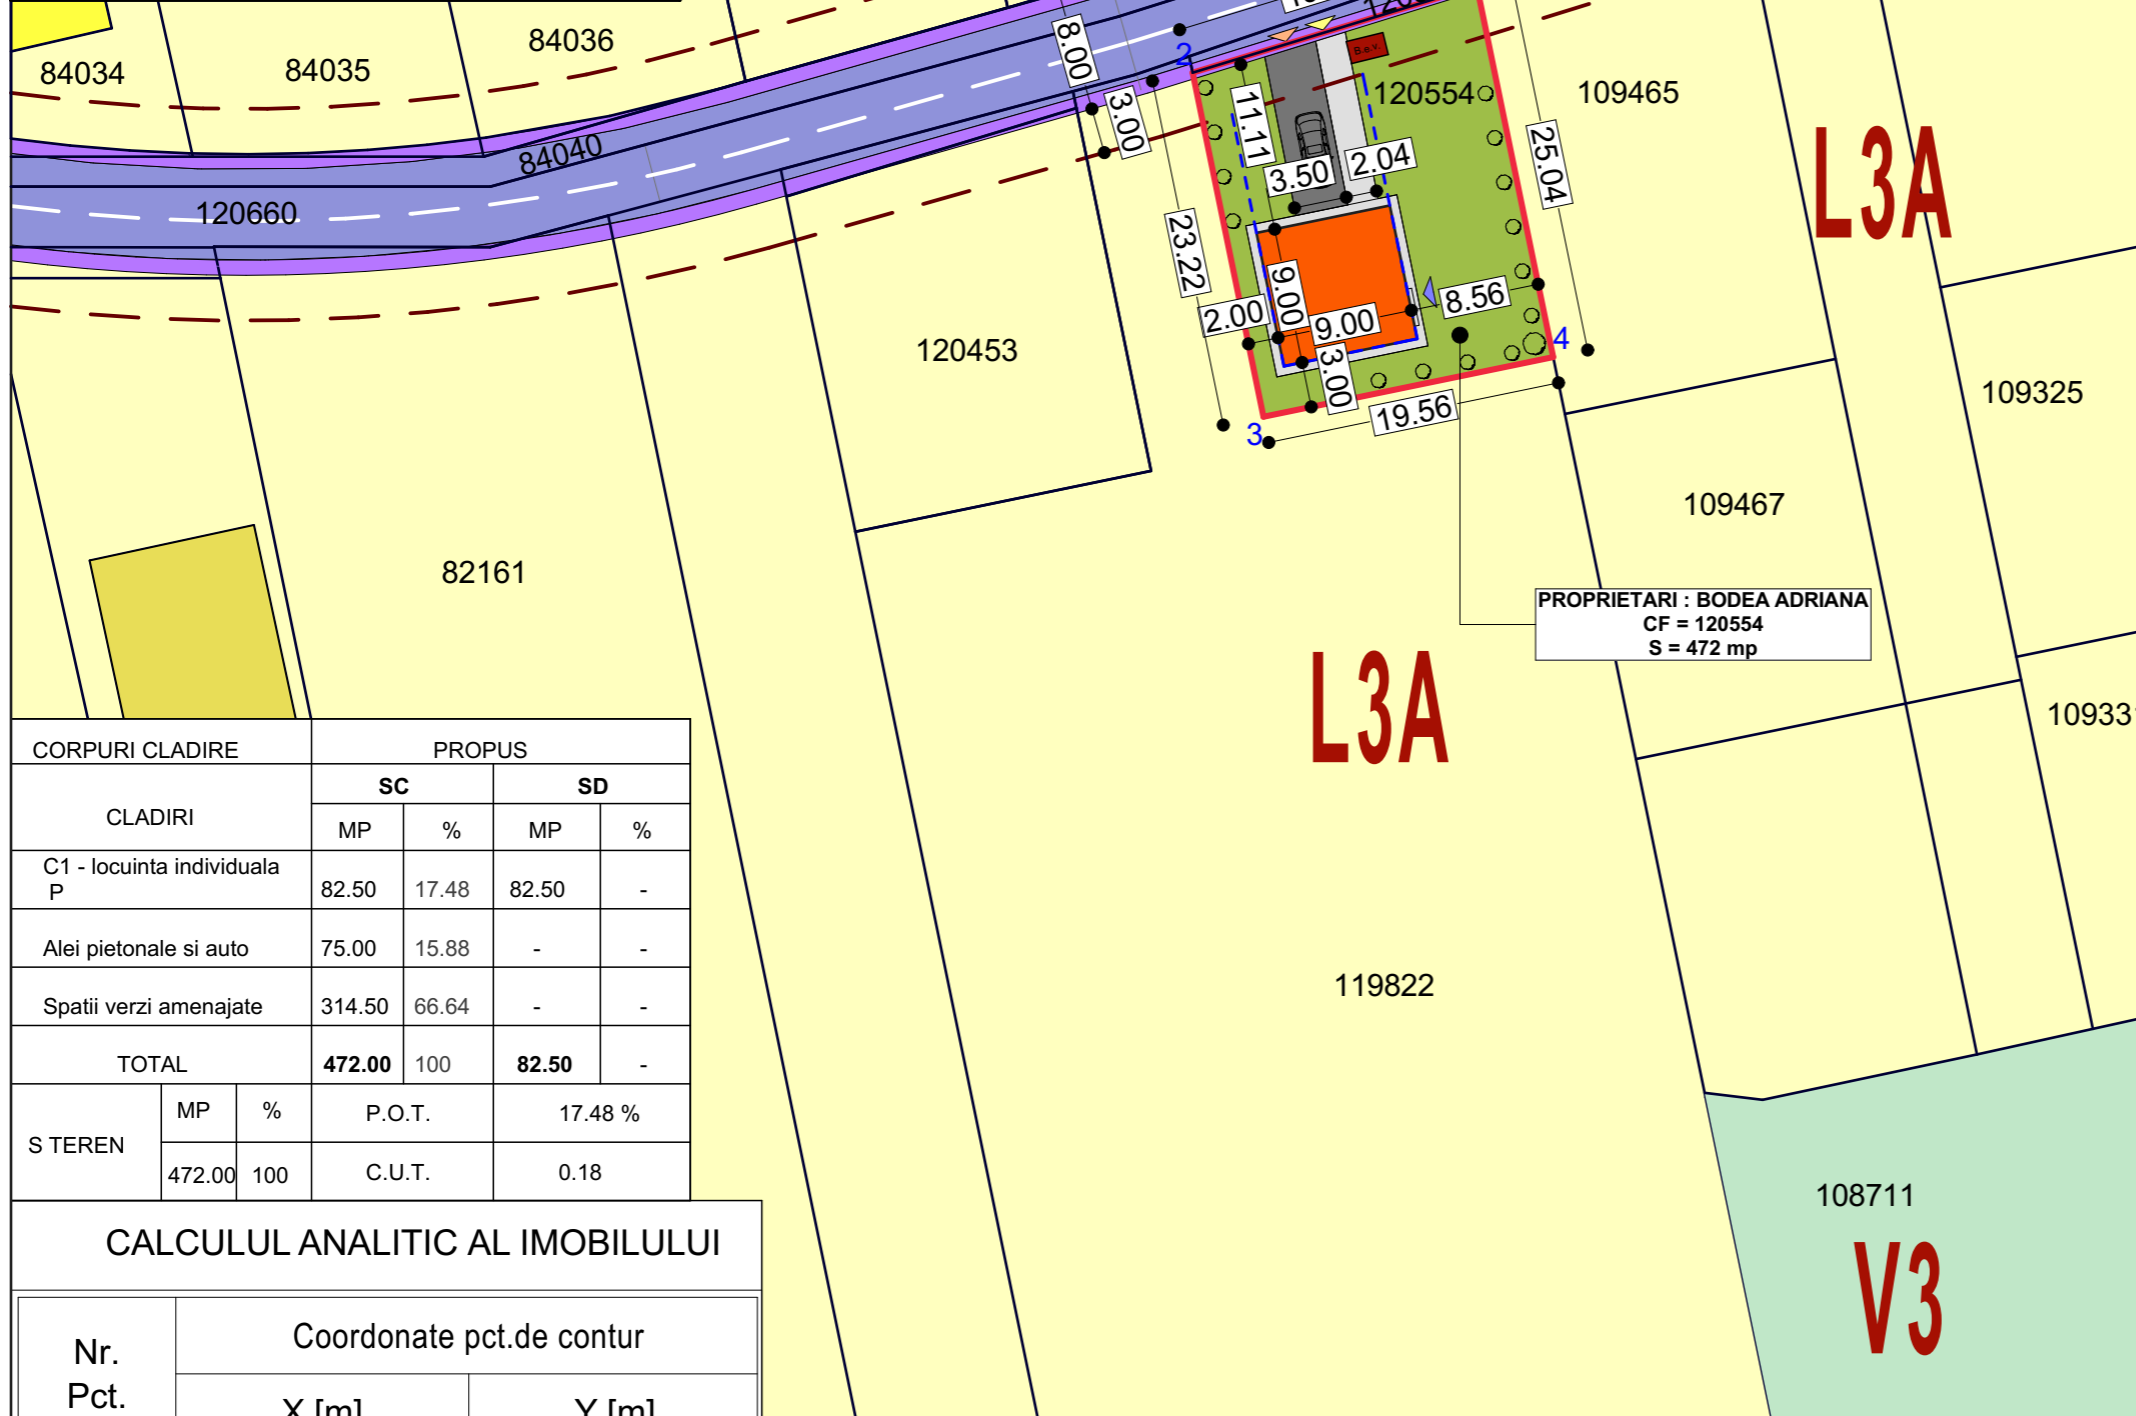 84034
84035
84036
8.00
3.00
84040
120660
2
11.11
B.e.v.
120554
109465
3.50
2.04
25.04
L3A
23.22
9.00
2.00
9.00
8.56
3.00
4
3
19.56
120453
109325
109467
82161
PROPRIETARI : BODEA ADRIANA
CF = 120554
S = 472 mp
L3A
119822
108711
V3
CORPURI CLADIRE PROPUS
CLADIRI SC SD
MP % MP %
C1 - locuinta individuala
P 82.50 17.48 82.50 -
Alei pietonale si auto 75.00 15.88 - -
Spatii verzi amenajate 314.50 66.64 - -
TOTAL 472.00 100 82.50 -
S TEREN MP % P.O.T. 17.48 %
472.00 100 C.U.T. 0.18
CALCULUL ANALITIC AL IMOBILULUI
Nr.
Pct.
Coordonate pct.de contur
X [m] Y [m]